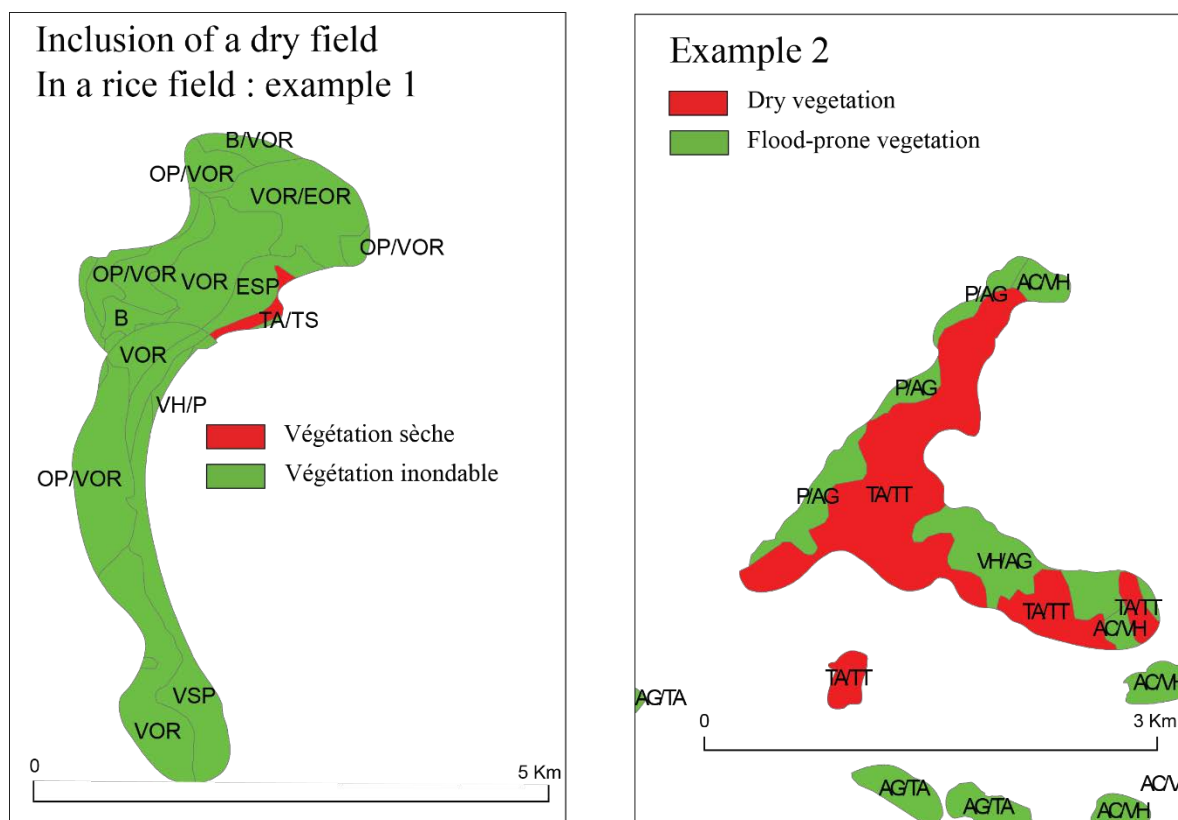 Inclusion of a dry field
In a rice field : example 1
B/VOR
OP/VOR
VOR/EOR
OP/VOR
OP/VOR
VOR
ESP
B
TA/TS
VOR
VH/P
Végétation sèche
OP/VOR
Végétation inondable
VSP
VOR
0
5 Km
Example 2
Dry vegetation
Flood-prone vegetation
AC/VH
P/AG
P/AG
P/AG
TA/TT
VH/AG
TA/TT
TA/TT
AC/VH
TA/TT
AG/TA
AC/VH
0
3 Km
AG/TA
AG/TA
AC/VH
AC/V